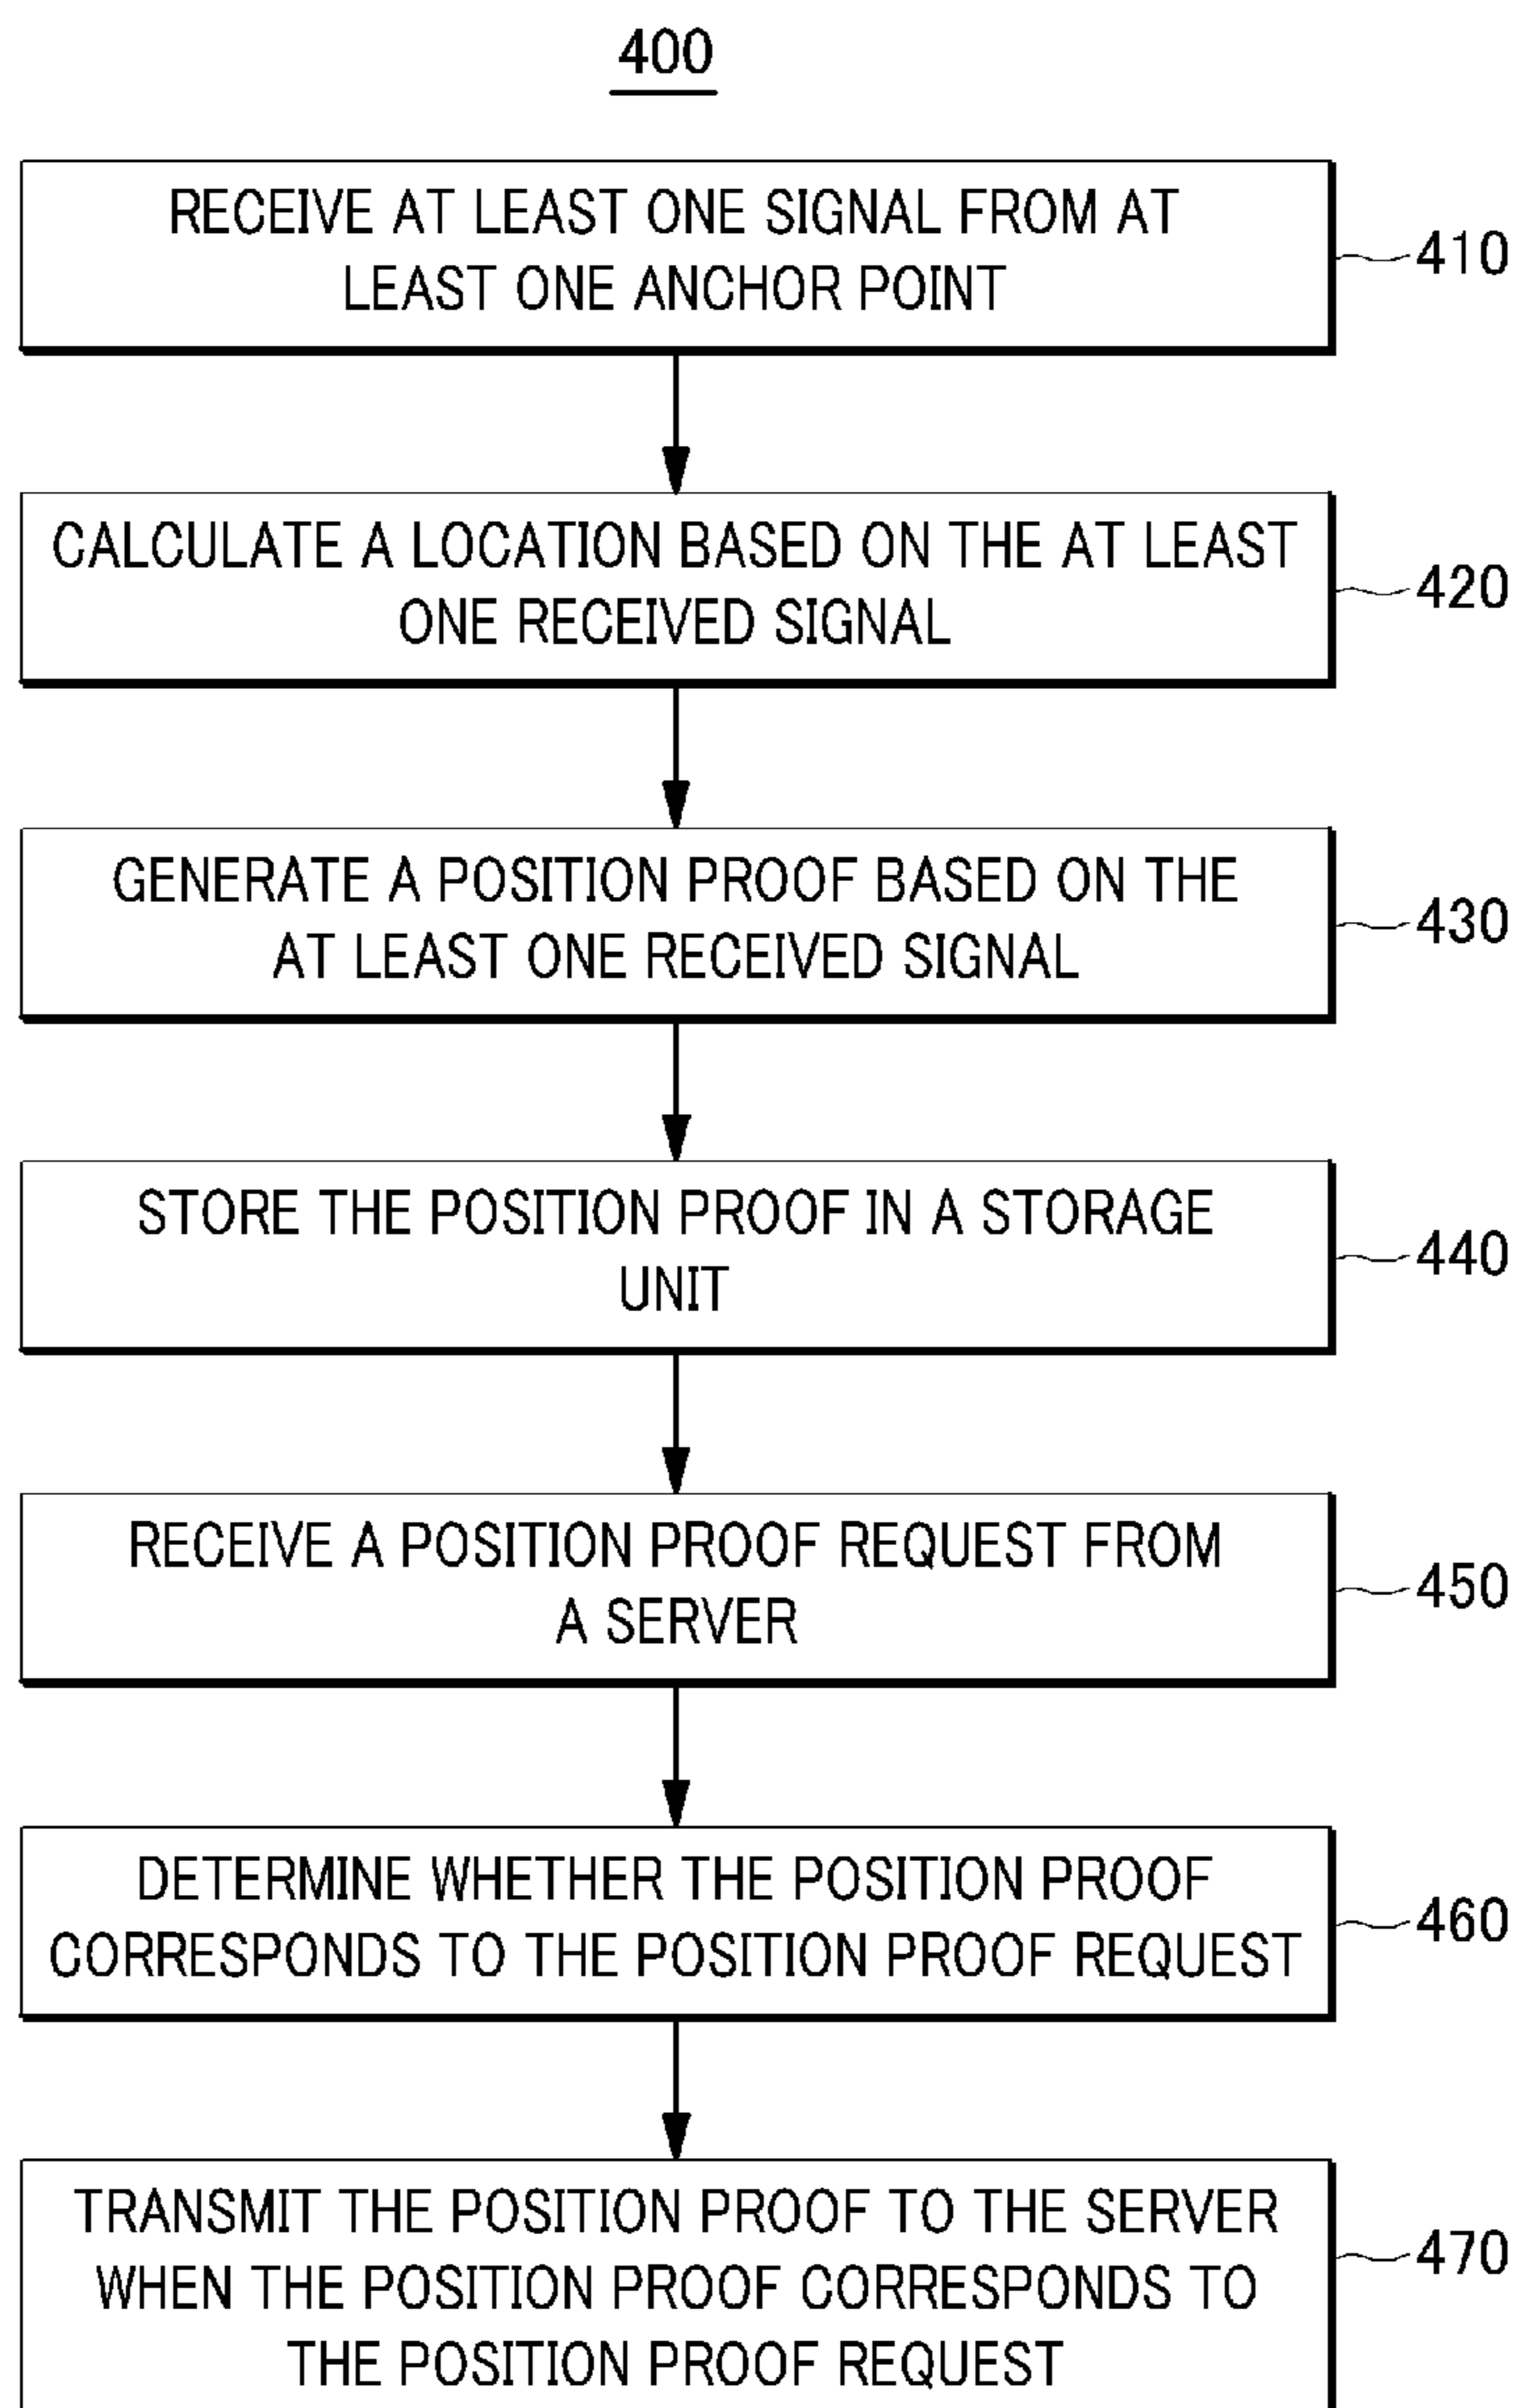 400
RECEIVE AT LEAST ONE SIGNAL FROM AT
LEAST ONE ANCHOR POINT
410
CALCULATE A LOCATION BASED ON THE AT LEAST
ONE RECEIVED SIGNAL
420
GENERATE A POSITION PROOF BASED ON THE
AT LEAST ONE RECEIVED SIGNAL
430
STORE THE POSITION PROOF IN A STORAGE
UNIT
440
RECEIVE A POSITION PROOF REQUEST FROM
A SERVER
450
DETERMINE WHETHER THE POSITION PROOF
CORRESPONDS TO THE POSITION PROOF REQUEST
460
TRANSMIT THE POSITION PROOF TO THE SERVER
WHEN THE POSITION PROOF CORRESPONDS TO
THE POSITION PROOF REQUEST
470